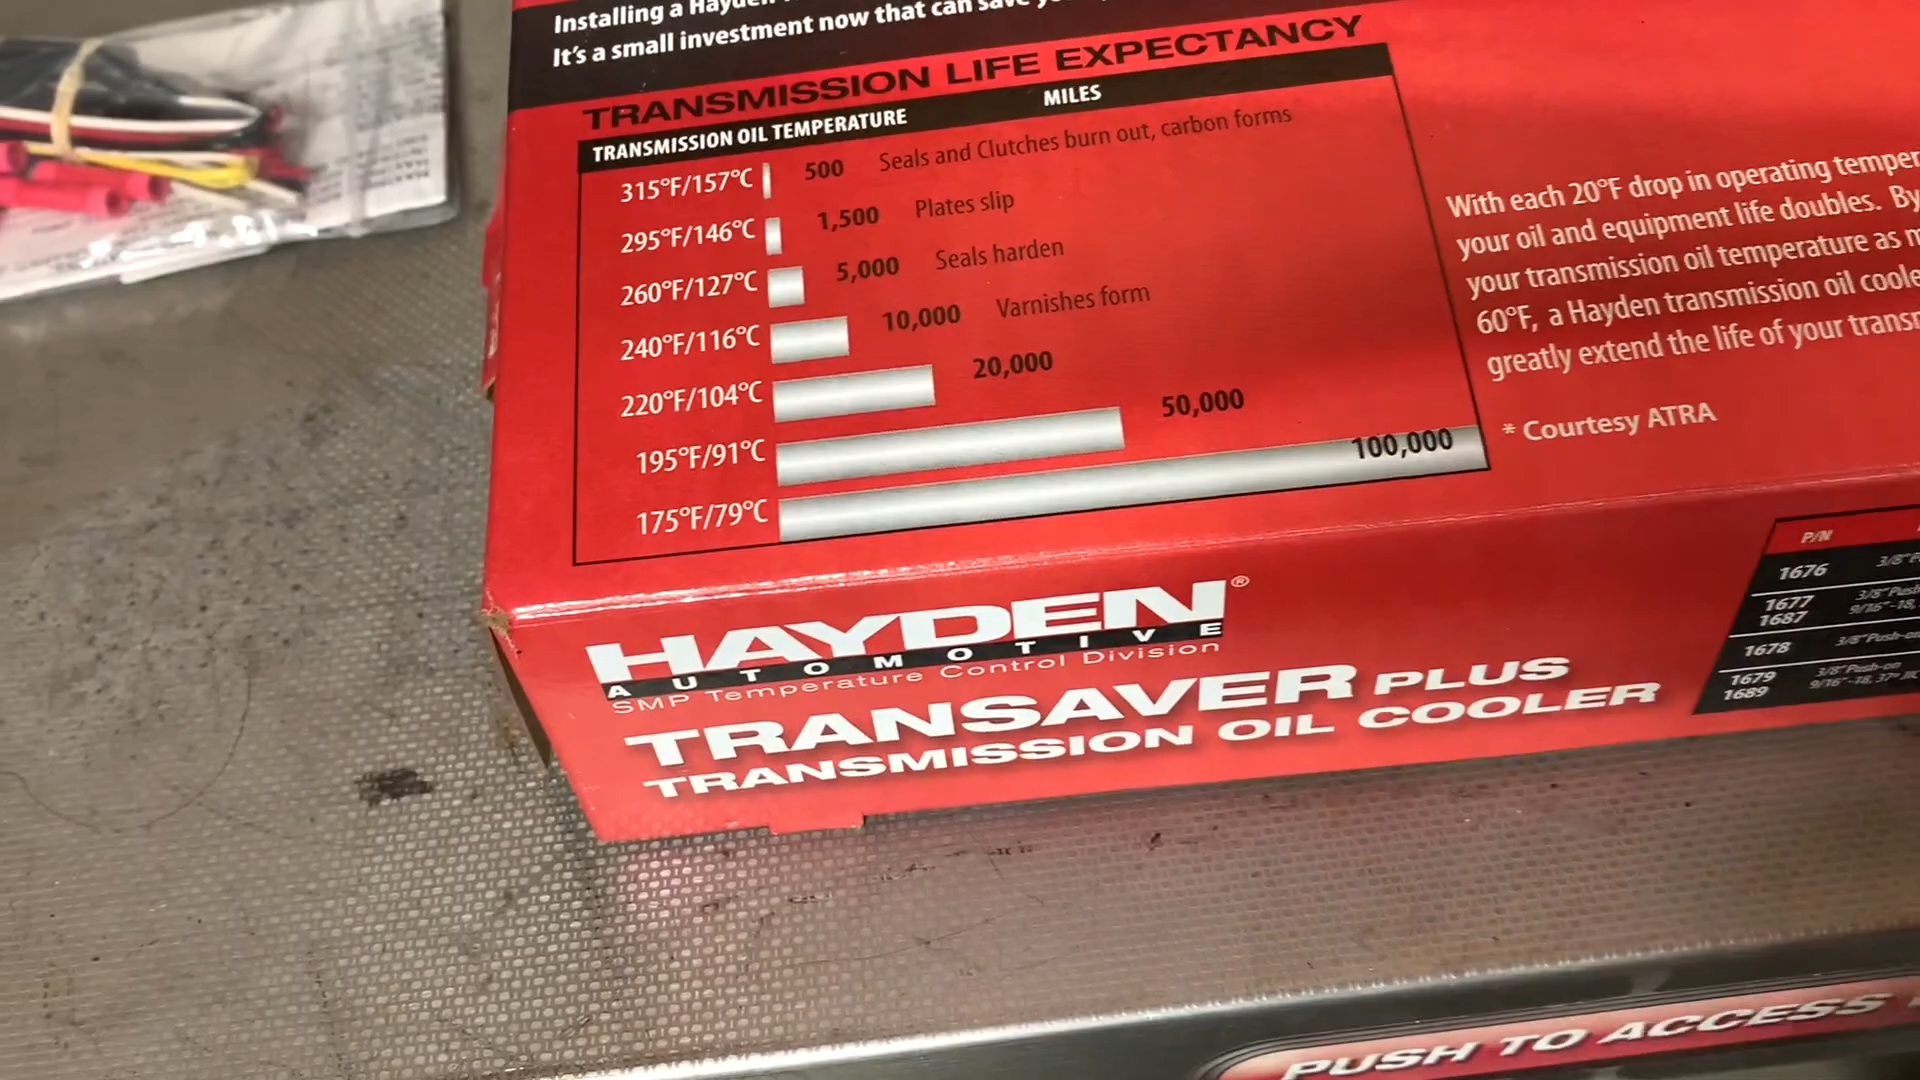 Installing a Hayden
It's a small investment now that can save
TRANSMISSION LIFE EXPECTANCY
TRANSMISSION OIL TEMPERATURE MILES
315°F/157°C 500 Seals and Clutches burn out, carbon forms
295°F/146°C 1,500 Plates slip
260°F/127°C 5,000 Seals harden
240°F/116°C 10,000 Varnishes form
220°F/104°C 20,000
195°F/91°C 50,000
175°F/79°C 100,000
With each 20°F drop in operating
your oil and equipment life doubles. By
your transmission oil temperature as
60°F, a Hayden transmission oil
greatly extend the life of your
* Courtesy ATRA
HAYDEN®
AUTOMOTIVE
SMP Temperature Control Division
TRANSAVER PLUS
TRANSMISSION OIL COOLER
P/N
1676 3/8"
1677 3/8" Push
1687 9/16"-18,
1678 3/8" Push-on
1679 3/8" Push-on
1689 9/16"-18, 37°
PUSH TO ACCESS